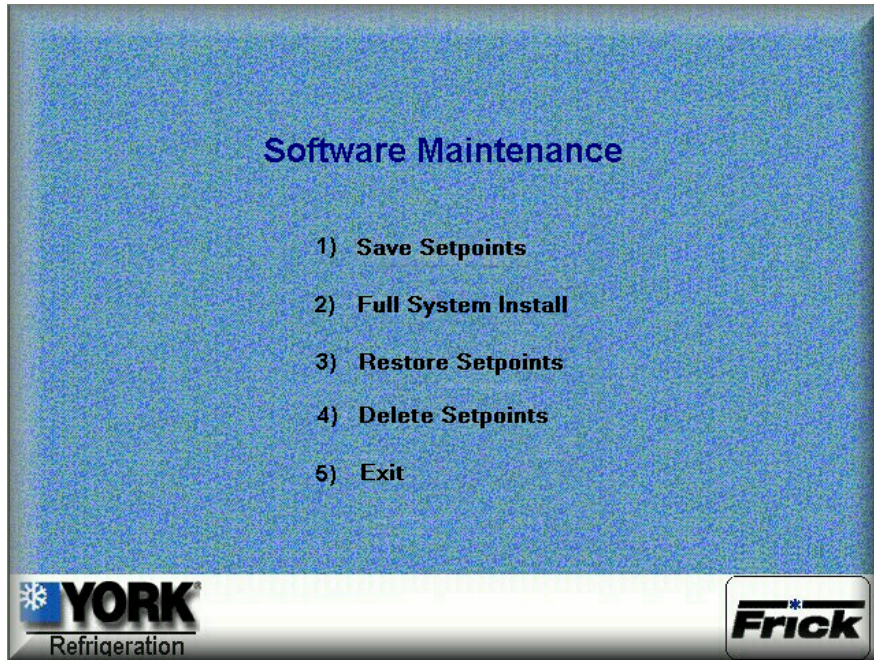 Software Maintenance
1) Save Setpoints
2) Full System Install
3) Restore Setpoints
4) Delete Setpoints
5) Exit
YORK®
Refrigeration
Frick